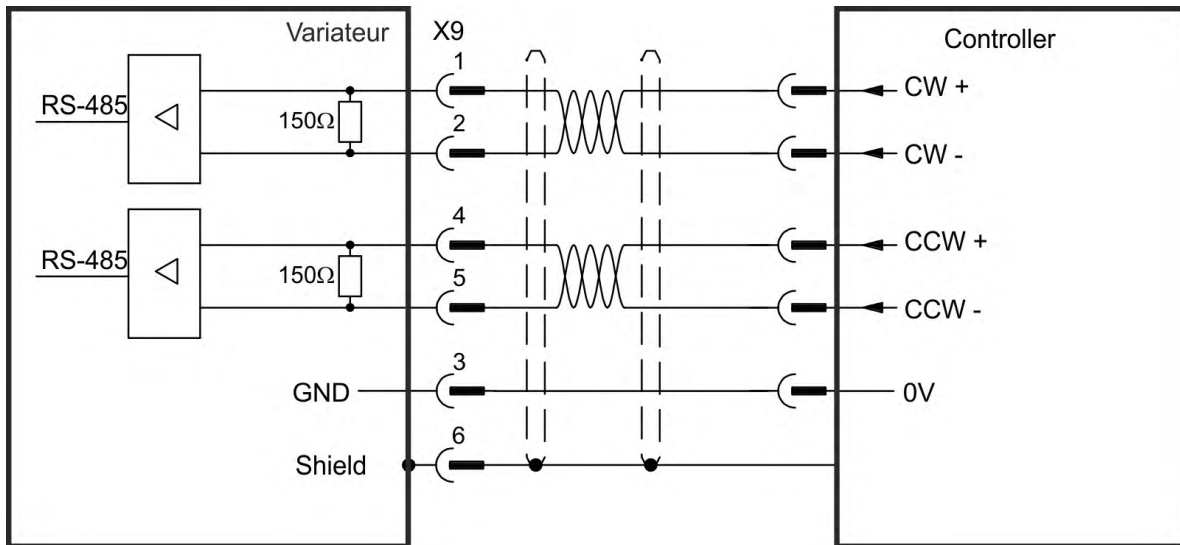 Variateur
X9
Controller
1
CW +
RS-485
150Ω
2
CW -
4
CCW +
RS-485
150Ω
5
CCW -
3
GND
0V
6
Shield